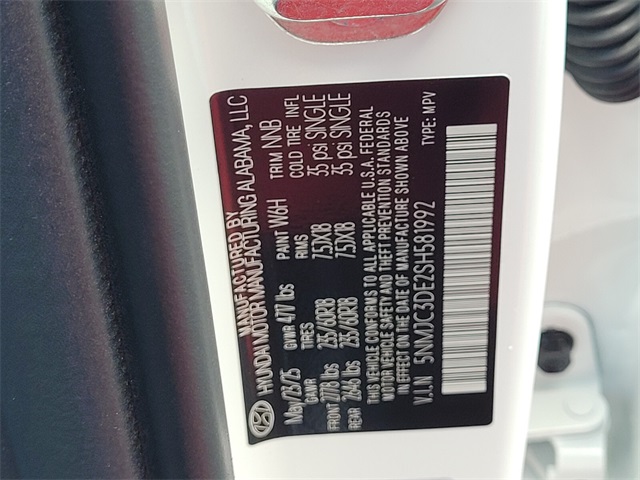 MANUFACTURED BY
HYUNDAI MOTOR MANUFACTURING ALABAMA, LLC
May/23/25 GVWR 4717 lbs PAINT W6H TRIM NNB
GAWR TIRES RIMS COLD TIRE INFL
FRONT 2778 lbs 235/60R18 7.5JX18 35 psi SINGLE
REAR 2646 lbs 235/60R18 7.5JX18 35 psi SINGLE
THIS VEHICLE CONFORMS TO ALL APPLICABLE U.S.A. FEDERAL
MOTOR VEHICLE SAFETY AND THEFT PREVENTION STANDARDS
IN EFFECT ON THE DATE OF MANUFACTURE SHOWN ABOVE
V.I.N 5NMJC3DE2SH581992 TYPE: MPV